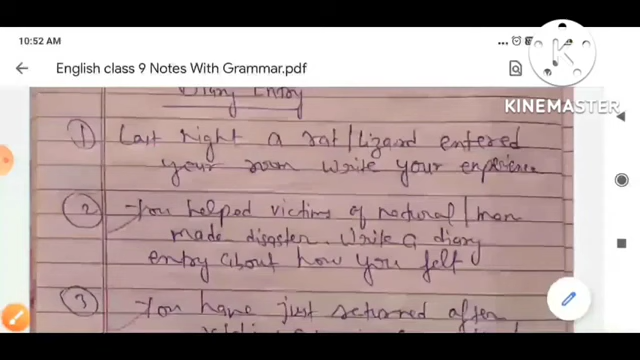 10:52 AM
KINEMASTER
English class 9 Notes With Grammar.pdf
Diary Entry
① Last night a rat/Lizard entered
your room write your experience
② You helped victims of natural/man
made disaster. Write a diary
entry about how you felt
③ You have just returned after